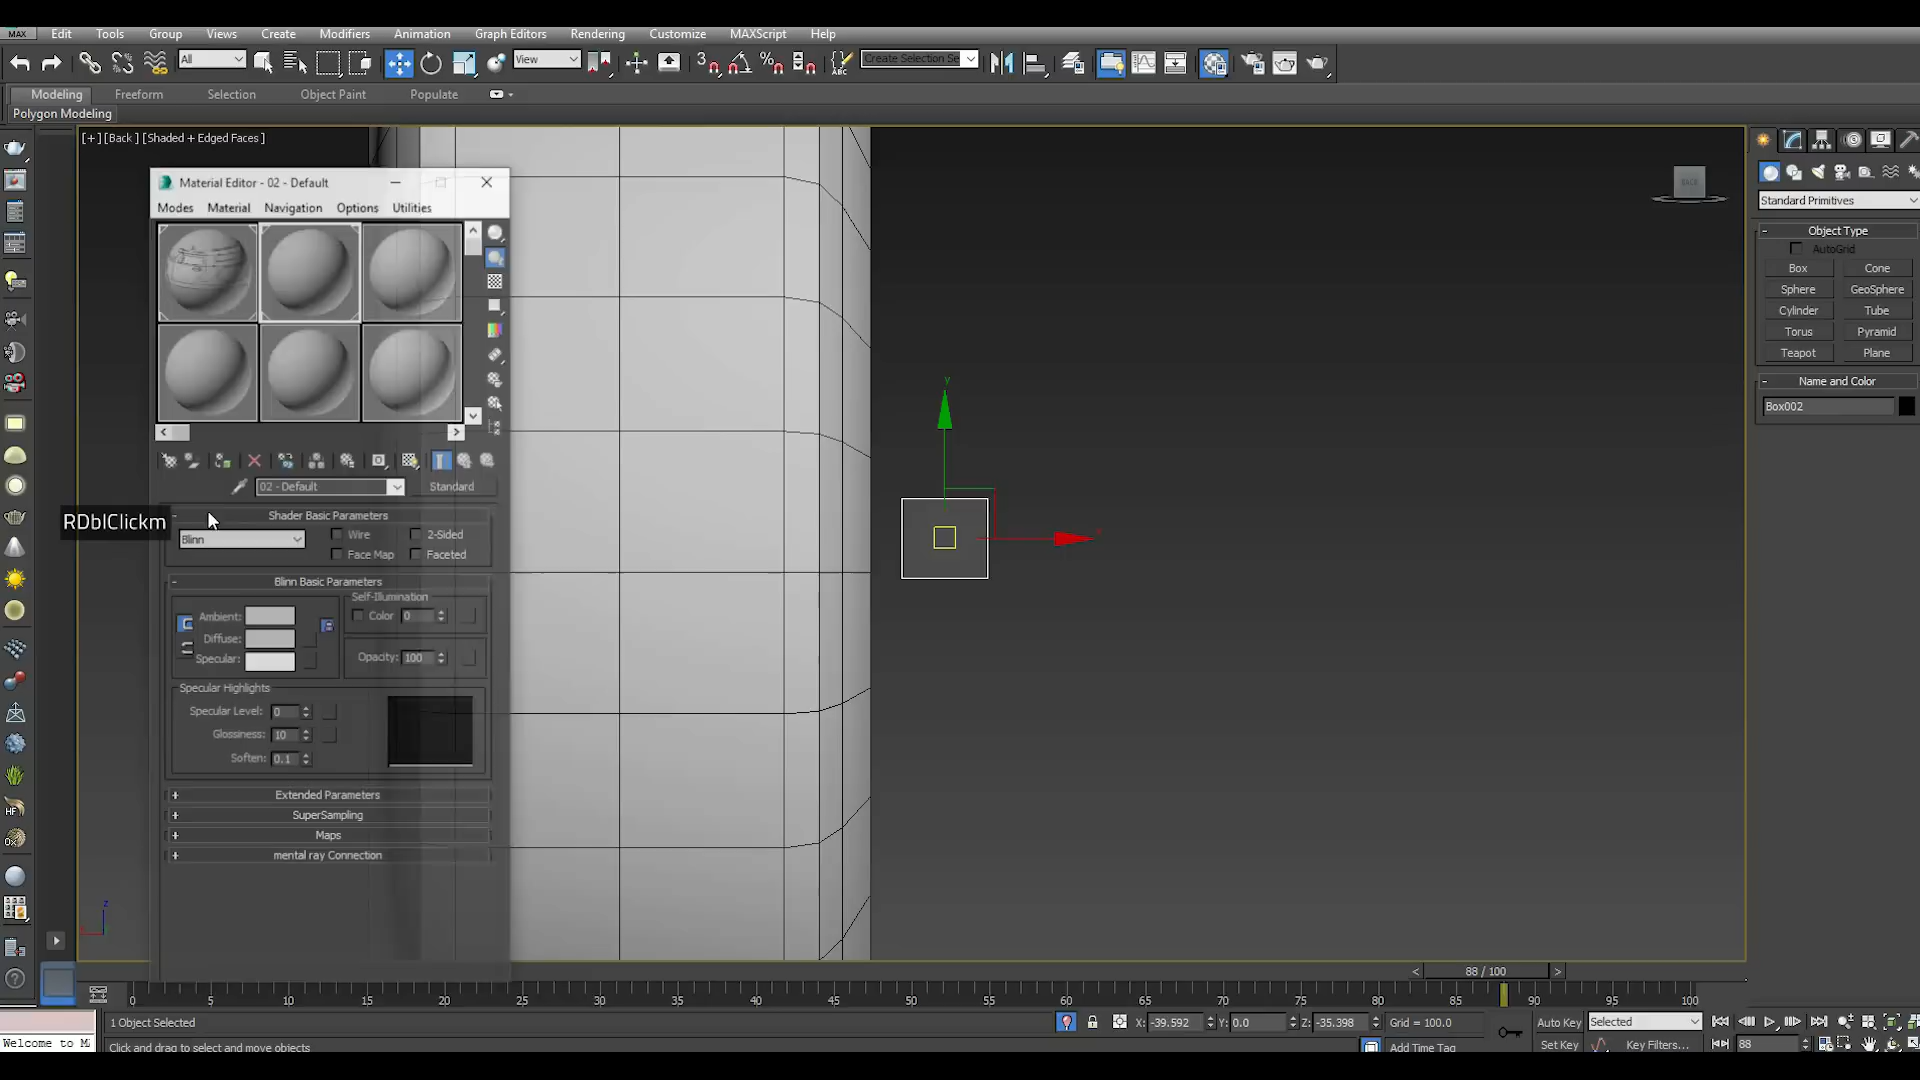 MAX Edit Tools Group Views Create Modifiers Animation Graph Editors Rendering Customize MAXScript Help
All View Create Selection Se
Modeling Freeform Selection Object Paint Populate
Polygon Modeling
[+] [Back] [Shaded + Edged Faces]
Material Editor - 02 - Default
Modes Material Navigation Options Utilities
02 - Default Standard
RDblClickm
- Shader Basic Parameters
Blinn Wire 2-Sided
Face Map Faceted
- Blinn Basic Parameters
Self-Illumination
Ambient: Color 0
Diffuse:
Specular: Opacity: 100
Specular Highlights
Specular Level: 0
Glossiness: 10
Soften: 0.1
+ Extended Parameters
+ SuperSampling
+ Maps
+ mental ray Connection
y
x
z
BACK
Standard Primitives
- Object Type
AutoGrid
Box Cone
Sphere GeoSphere
Cylinder Tube
Torus Pyramid
Teapot Plane
- Name and Color
Box002
< 88 / 100 >
0 5 10 15 20 25 30 35 40 45 50 55 60 65 70 75 80 85 90 95 100
1 Object Selected X: -39.592 Y: 0.0 Z: -35.398 Grid = 100.0 Auto Key Selected
Welcome to Click and drag to select and move objects Add Time Tag Set Key Key Filters... 88